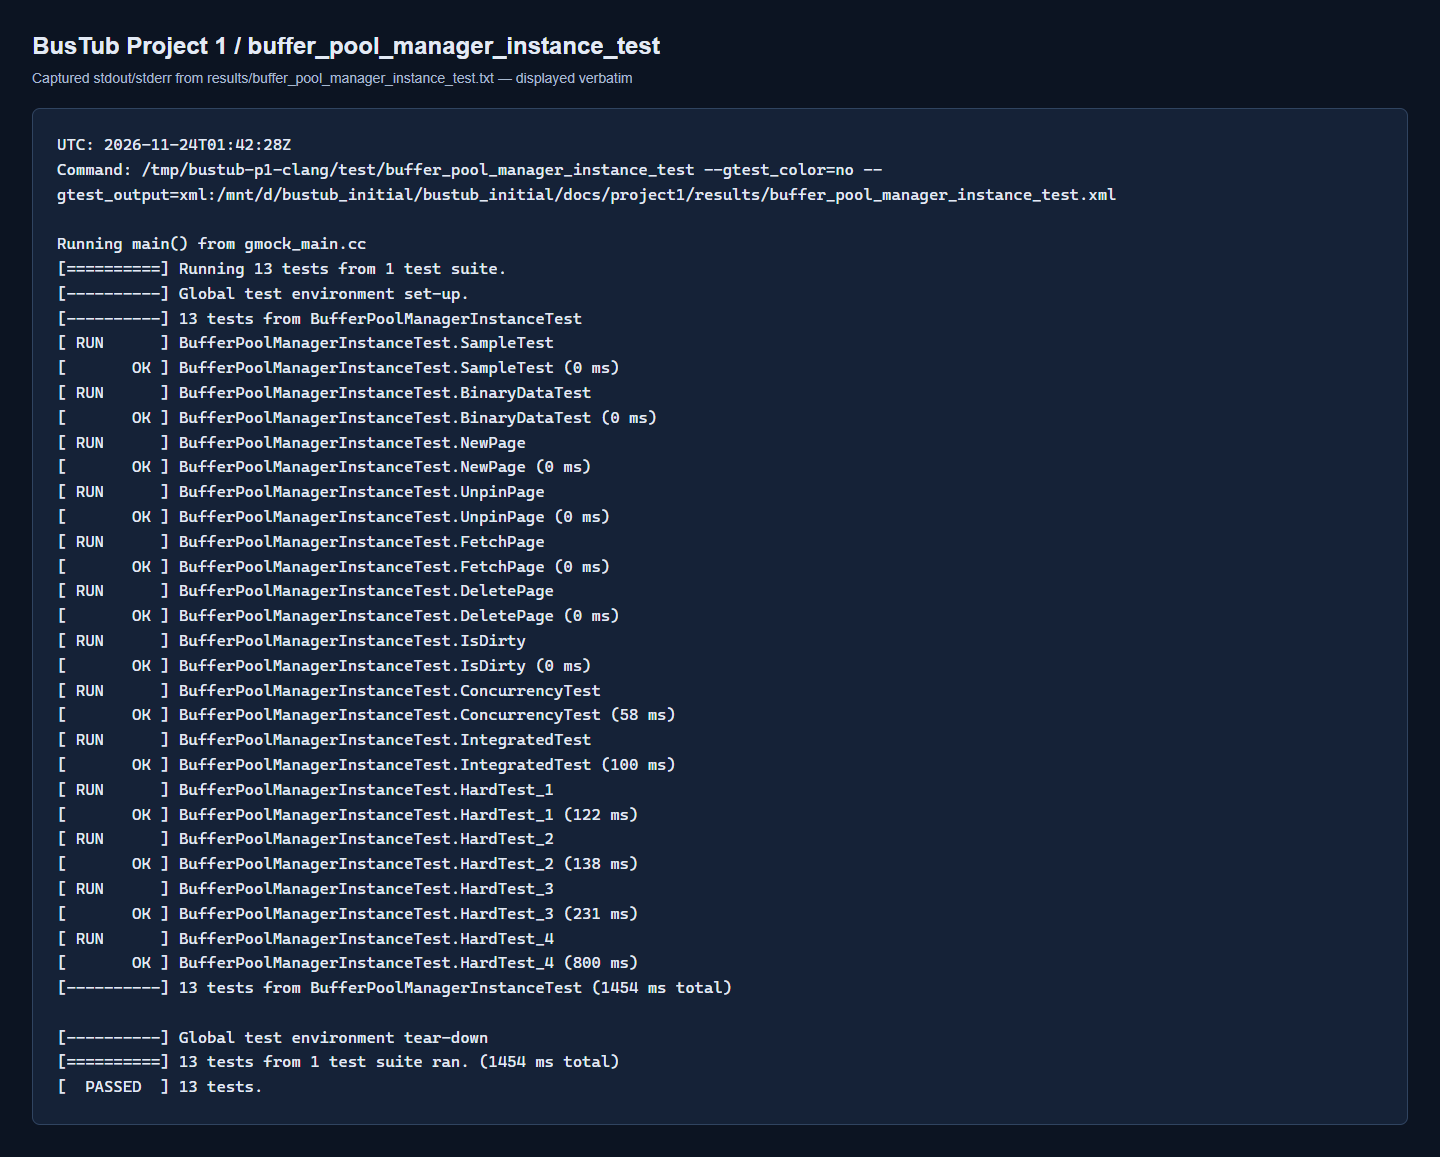 BusTub Project 1 / buffer_pool_manager_instance_test
Captured stdout/stderr from results/buffer_pool_manager_instance_test.txt — displayed verbatim
UTC: 2026-11-24T01:42:28Z
Command: /tmp/bustub-p1-clang/test/buffer_pool_manager_instance_test --gtest_color=no --
gtest_output=xml:/mnt/d/bustub_initial/bustub_initial/docs/project1/results/buffer_pool_manager_instance_test.xml
Running main() from gmock_main.cc
[==========] Running 13 tests from 1 test suite.
[----------] Global test environment set-up.
[----------] 13 tests from BufferPoolManagerInstanceTest
[ RUN      ] BufferPoolManagerInstanceTest.SampleTest
[       OK ] BufferPoolManagerInstanceTest.SampleTest (0 ms)
[ RUN      ] BufferPoolManagerInstanceTest.BinaryDataTest
[       OK ] BufferPoolManagerInstanceTest.BinaryDataTest (0 ms)
[ RUN      ] BufferPoolManagerInstanceTest.NewPage
[       OK ] BufferPoolManagerInstanceTest.NewPage (0 ms)
[ RUN      ] BufferPoolManagerInstanceTest.UnpinPage
[       OK ] BufferPoolManagerInstanceTest.UnpinPage (0 ms)
[ RUN      ] BufferPoolManagerInstanceTest.FetchPage
[       OK ] BufferPoolManagerInstanceTest.FetchPage (0 ms)
[ RUN      ] BufferPoolManagerInstanceTest.DeletePage
[       OK ] BufferPoolManagerInstanceTest.DeletePage (0 ms)
[ RUN      ] BufferPoolManagerInstanceTest.IsDirty
[       OK ] BufferPoolManagerInstanceTest.IsDirty (0 ms)
[ RUN      ] BufferPoolManagerInstanceTest.ConcurrencyTest
[       OK ] BufferPoolManagerInstanceTest.ConcurrencyTest (58 ms)
[ RUN      ] BufferPoolManagerInstanceTest.IntegratedTest
[       OK ] BufferPoolManagerInstanceTest.IntegratedTest (100 ms)
[ RUN      ] BufferPoolManagerInstanceTest.HardTest_1
[       OK ] BufferPoolManagerInstanceTest.HardTest_1 (122 ms)
[ RUN      ] BufferPoolManagerInstanceTest.HardTest_2
[       OK ] BufferPoolManagerInstanceTest.HardTest_2 (138 ms)
[ RUN      ] BufferPoolManagerInstanceTest.HardTest_3
[       OK ] BufferPoolManagerInstanceTest.HardTest_3 (231 ms)
[ RUN      ] BufferPoolManagerInstanceTest.HardTest_4
[       OK ] BufferPoolManagerInstanceTest.HardTest_4 (800 ms)
[----------] 13 tests from BufferPoolManagerInstanceTest (1454 ms total)
[----------] Global test environment tear-down
[==========] 13 tests from 1 test suite ran. (1454 ms total)
[  PASSED  ] 13 tests.